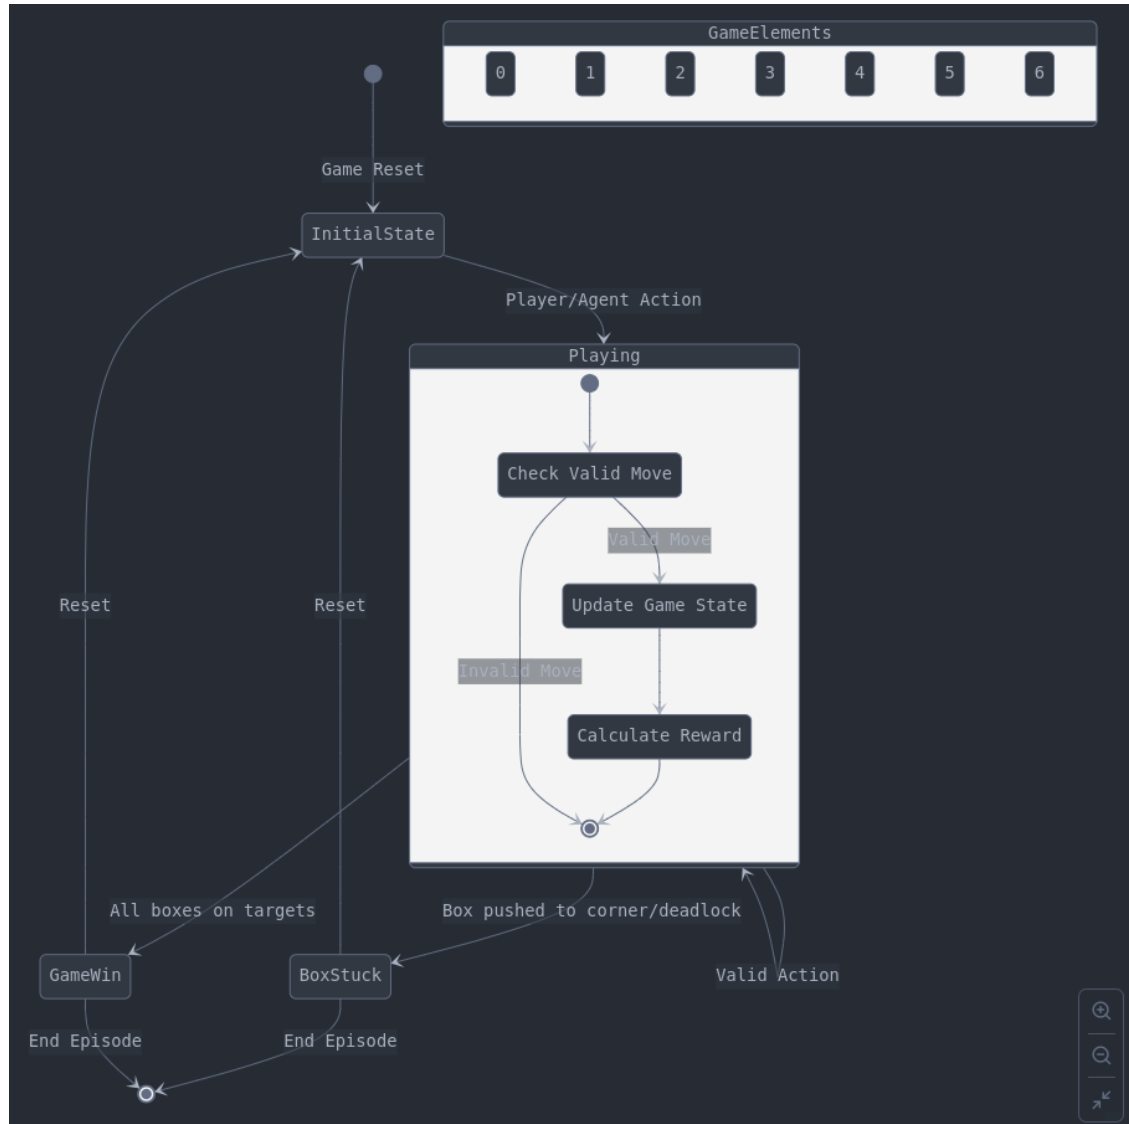 GameElements
0 1 2 3 4 5 6
Game Reset
InitialState
Player/Agent Action
Playing
Check Valid Move
Valid Move
Reset
Reset
Update Game State
Invalid Move
Calculate Reward
All boxes on targets
Box pushed to corner/deadlock
GameWin
BoxStuck
Valid Action
End Episode
End Episode